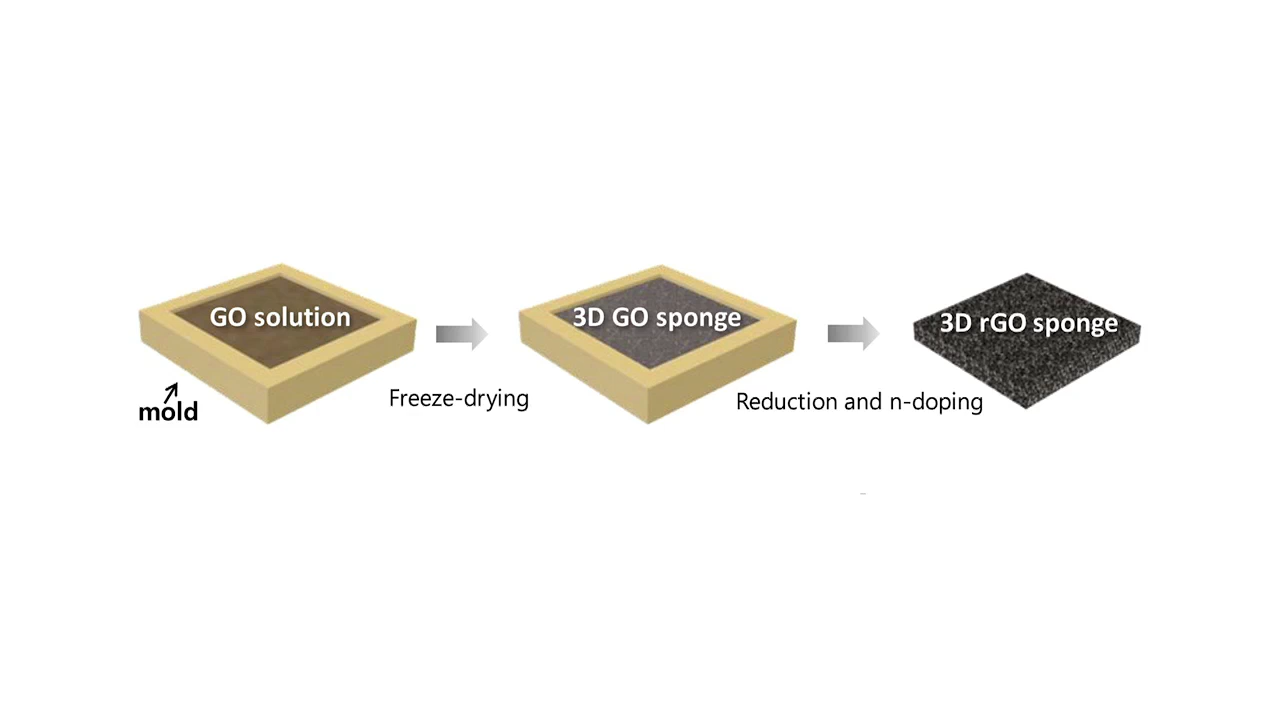 GO solution
3D GO sponge
3D rGO sponge
mold
Freeze-drying
Reduction and n-doping